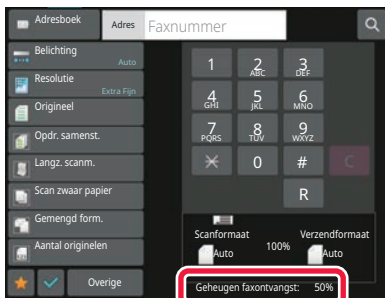 Adresboek
Adres
Faxnummer
Belichting
Auto
Resolutie
Extra Fijn
Origineel
Opdr. samenst.
Langz. scanm.
Scan zwaar papier
Gemengd form.
Aantal originelen
Overige
1 2 3
ABC DEF
4 5 6
GHI JKL MNO
7 8 9
PQRS TUV WXYZ
0 # C
R
Scanformaat
Auto
100%
Verzendformaat
Auto
Geheugen faxontvangst: 50%